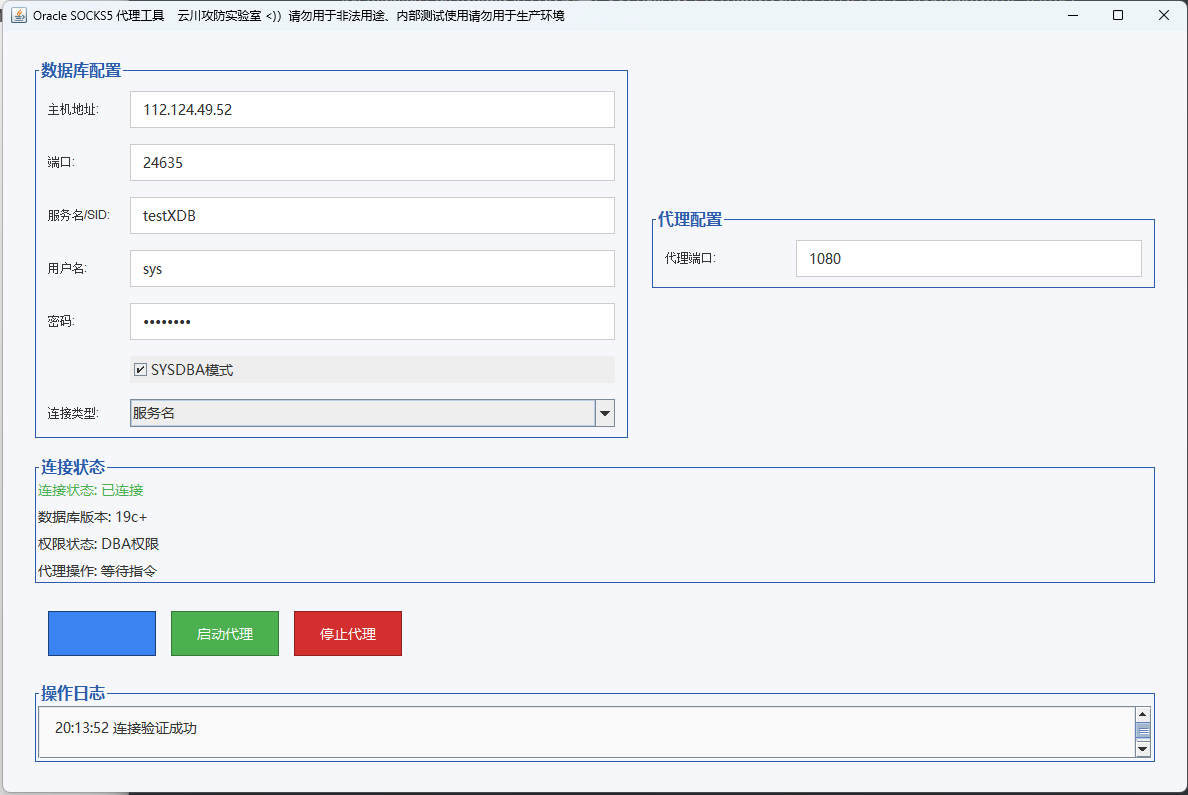 Oracle SOCKS5 代理工具 云川攻防实验室 <)) 请勿用于非法用途、内部测试使用请勿用于生产环境
数据库配置
主机地址: 112.124.49.52
端口: 24635
服务名/SID: testXDB
用户名: sys
密码: ••••••••
SYSDBA模式
连接类型: 服务名
代理配置
代理端口: 1080
连接状态
连接状态: 已连接
数据库版本: 19c+
权限状态: DBA权限
代理操作: 等待指令
启动代理 停止代理
操作日志
20:13:52 连接验证成功